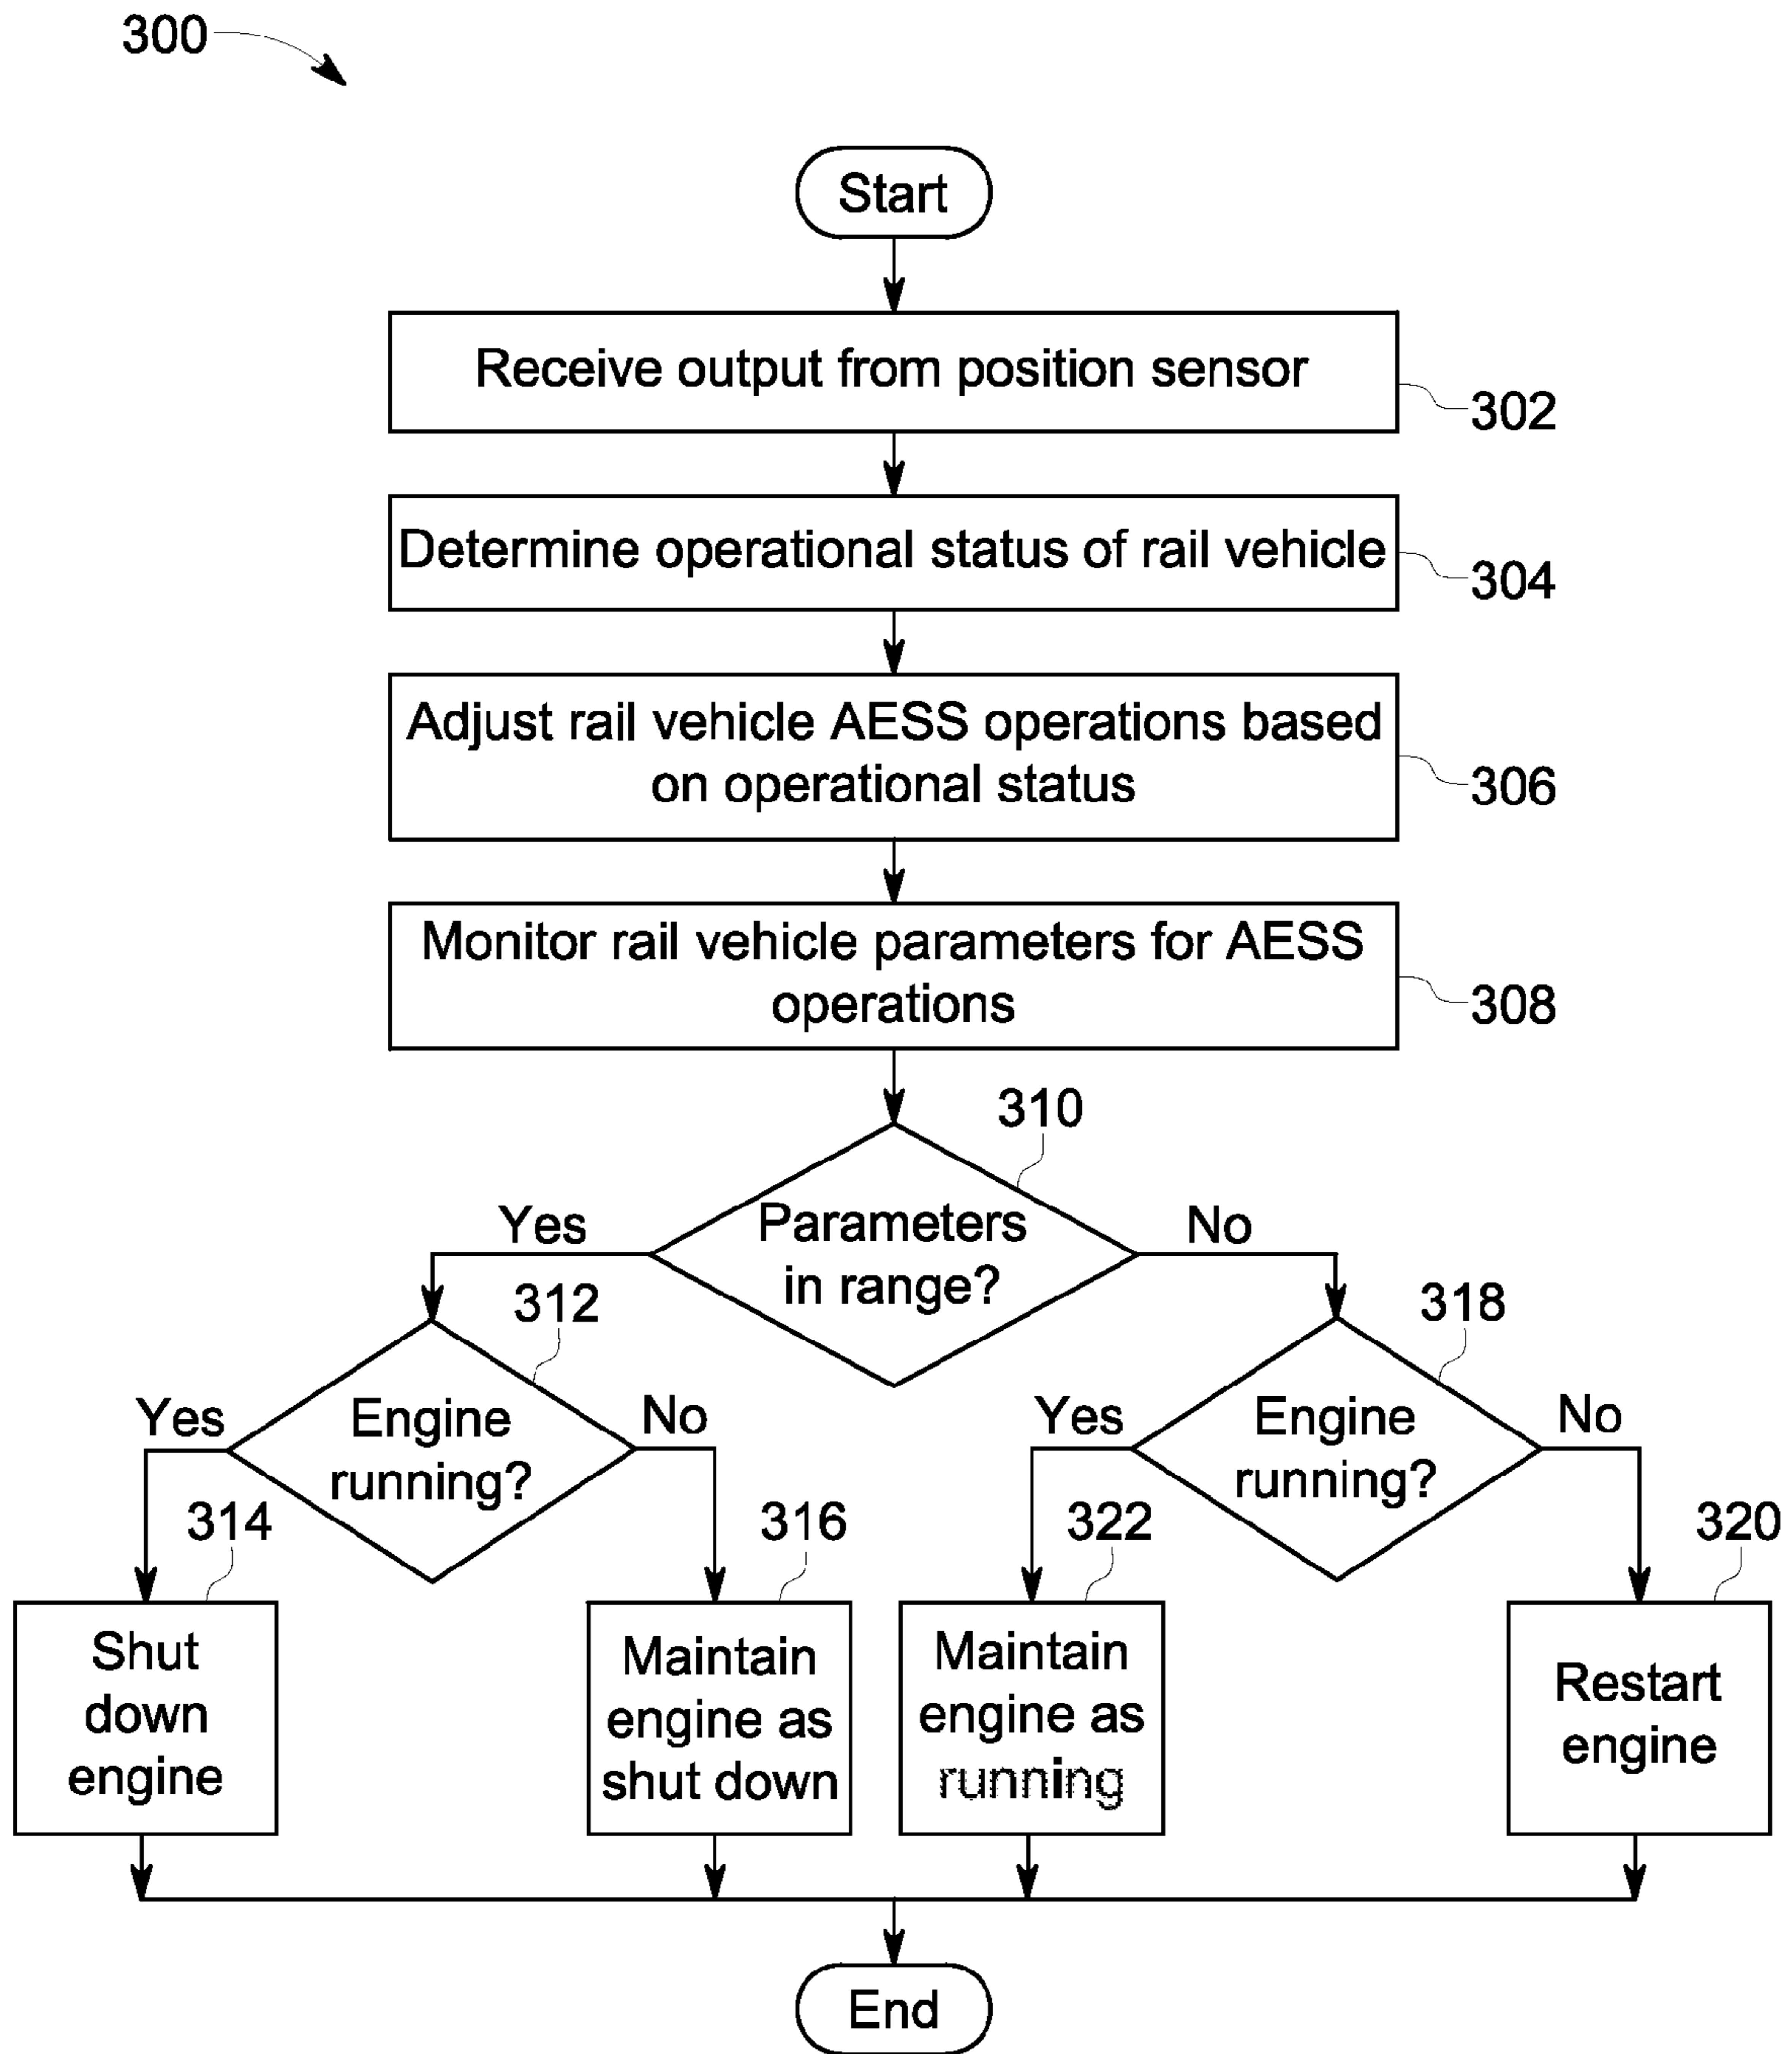 300
Start
Receive output from position sensor
302
Determine operational status of rail vehicle
304
Adjust rail vehicle AESS operations based
on operational status
306
Monitor rail vehicle parameters for AESS
operations
308
310
Parameters
in range?
Yes
No
312
Engine
running?
Yes
No
318
Engine
running?
Yes
No
314
Shut
down
engine
316
Maintain
engine as
shut down
322
Maintain
engine as
running
320
Restart
engine
End